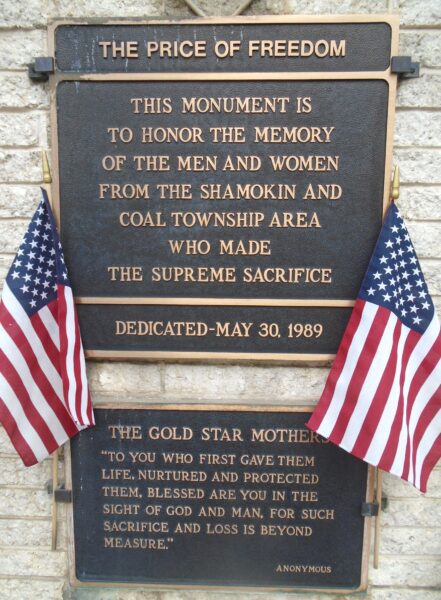 THE PRICE OF FREEDOM
THIS MONUMENT IS
TO HONOR THE MEMORY
OF THE MEN AND WOMEN
FROM THE SHAMOKIN AND
COAL TOWNSHIP AREA
WHO MADE
THE SUPREME SACRIFICE
DEDICATED-MAY 30, 1989
THE GOLD STAR MOTHERS
"TO YOU WHO FIRST GAVE THEM
LIFE, NURTURED AND PROTECTED
THEM, BLESSED ARE YOU IN THE
SIGHT OF GOD AND MAN, FOR SUCH
SACRIFICE AND LOSS IS BEYOND
MEASURE."
ANONYMOUS